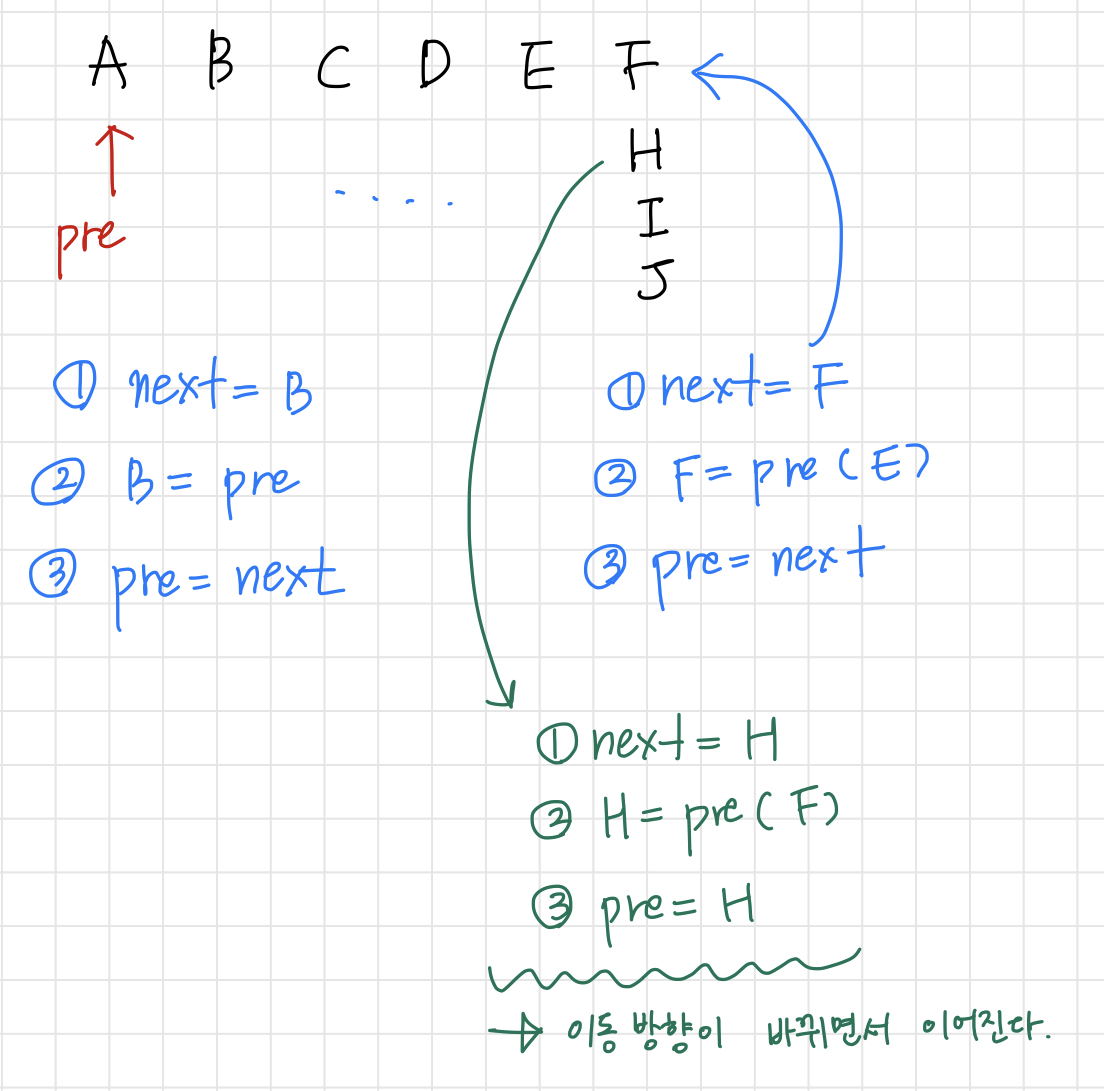 A B C D E F
H
I
J
pre
① next = B
② B = pre
③ pre = next
① next = F
② F = pre (E)
③ pre = next
① next = H
② H = pre (F)
③ pre = H
→ 이동 방향이 바뀌면서 이어진다.